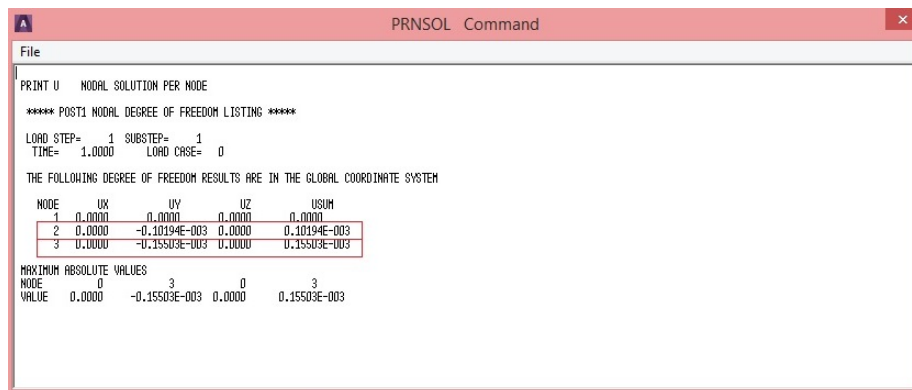 PRNSOL Command
File
PRINT U NODAL SOLUTION PER NODE
***** POST1 NODAL DEGREE OF FREEDOM LISTING *****
LOAD STEP= 1 SUBSTEP= 1
TIME= 1.0000 LOAD CASE= 0
THE FOLLOWING DEGREE OF FREEDOM RESULTS ARE IN THE GLOBAL COORDINATE SYSTEM
NODE UX UY UZ USUM
1 0.0000 0.0000 0.0000 0.0000
2 0.0000 -0.10194E-003 0.0000 0.10194E-003
3 0.0000 -0.15503E-003 0.0000 0.15503E-003
MAXIMUM ABSOLUTE VALUES
NODE 0 3 0 3
VALUE 0.0000 -0.15503E-003 0.0000 0.15503E-003